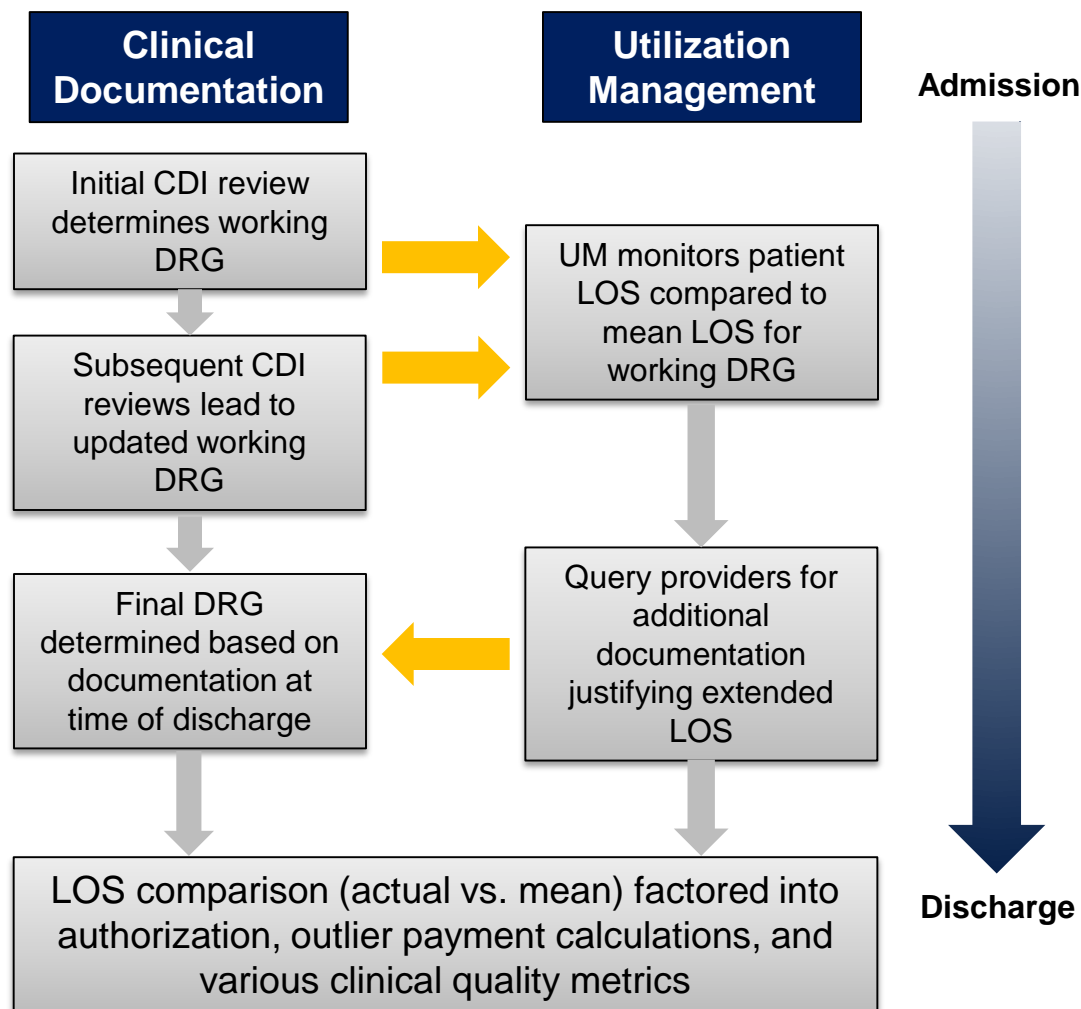 Clinical
Documentation
Utilization
Management
Admission
Initial CDI review
determines working
DRG
UM monitors patient
LOS compared to
mean LOS for
working DRG
Subsequent CDI
reviews lead to
updated working
DRG
Final DRG
determined based on
documentation at
time of discharge
Query providers for
additional
documentation
justifying extended
LOS
LOS comparison (actual vs. mean) factored into
authorization, outlier payment calculations, and
various clinical quality metrics
Discharge